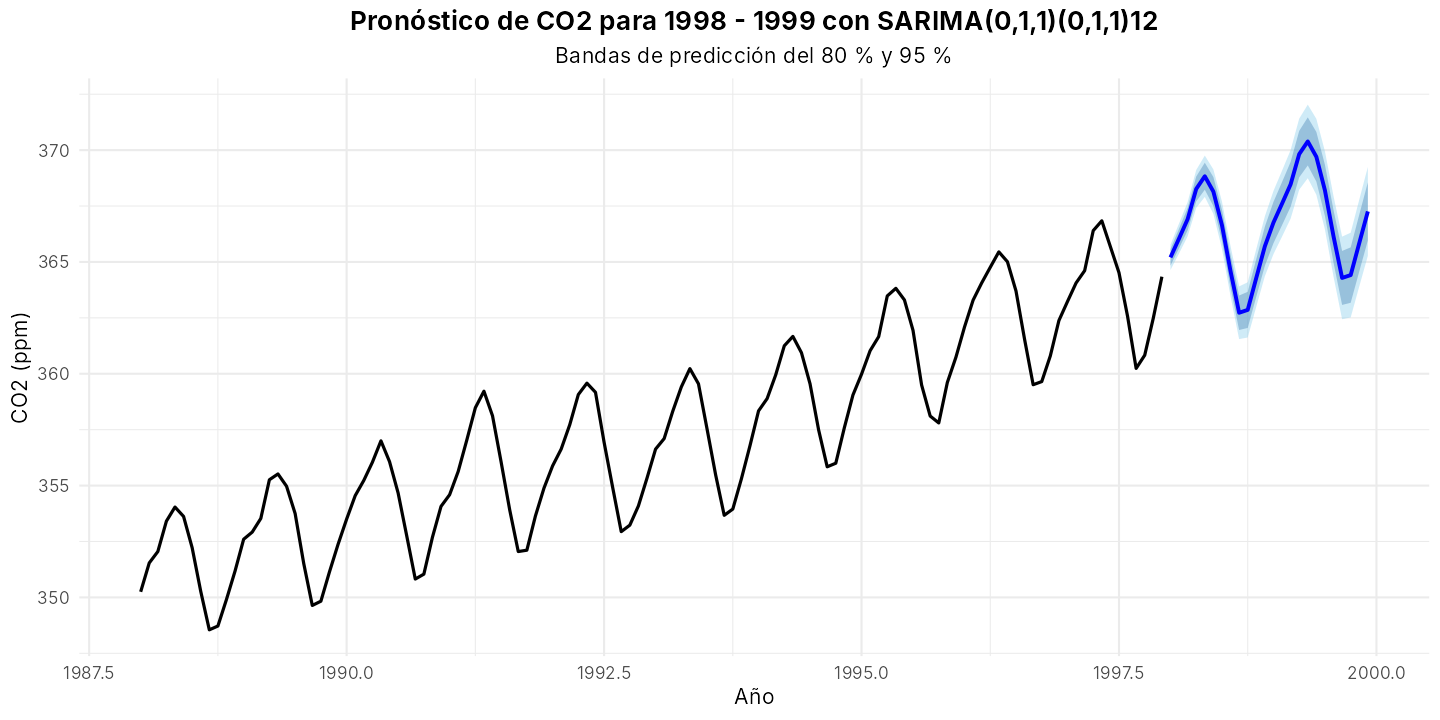 Pronóstico de CO2 para 1998 - 1999 con SARIMA(0,1,1)(0,1,1)12
Bandas de predicción del 80 % y 95 %
CO2 (ppm)
370
365
360
355
350
1987.5 1990.0 1992.5 1995.0 1997.5 2000.0
Año